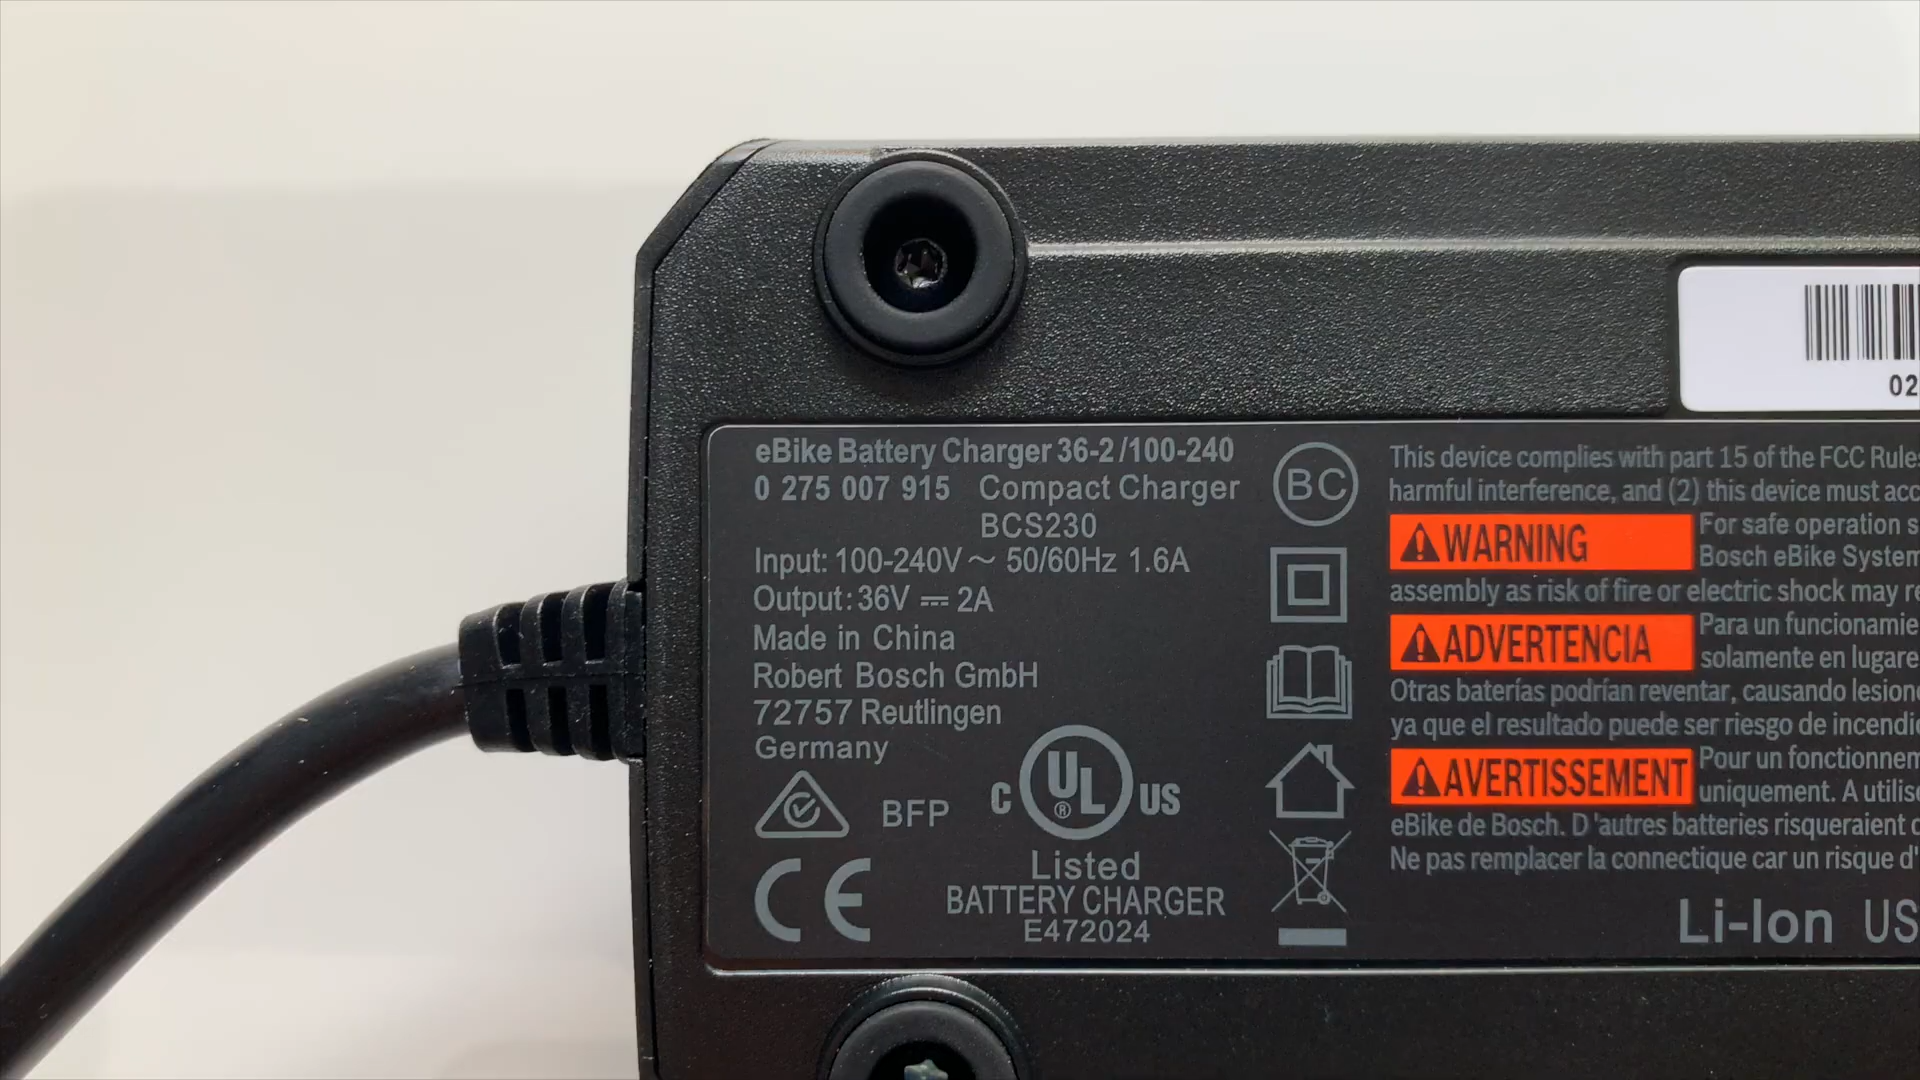 02
eBike Battery Charger 36-2/100-240
0 275 007 915 Compact Charger
BCS230
Input: 100-240V ~ 50/60Hz 1.6A
Output: 36V ⎓ 2A
Made in China
Robert Bosch GmbH
72757 Reutlingen
Germany
BFP
C UL® US
CE
Listed
BATTERY CHARGER
E472024
BC
This device complies with part 15 of the FCC Rules
harmful interference, and (2) this device must acc
⚠WARNING For safe operation s
Bosch eBike System
assembly as risk of fire or electric shock may re
⚠ADVERTENCIA Para un funcionamie
solamente en lugare
Otras baterías podrían reventar, causando lesione
ya que el resultado puede ser riesgo de incendi
⚠AVERTISSEMENT Pour un fonctionnem
uniquement. A utilise
eBike de Bosch. D'autres batteries risqueraient d
Ne pas remplacer la connectique car un risque d'
Li-Ion US